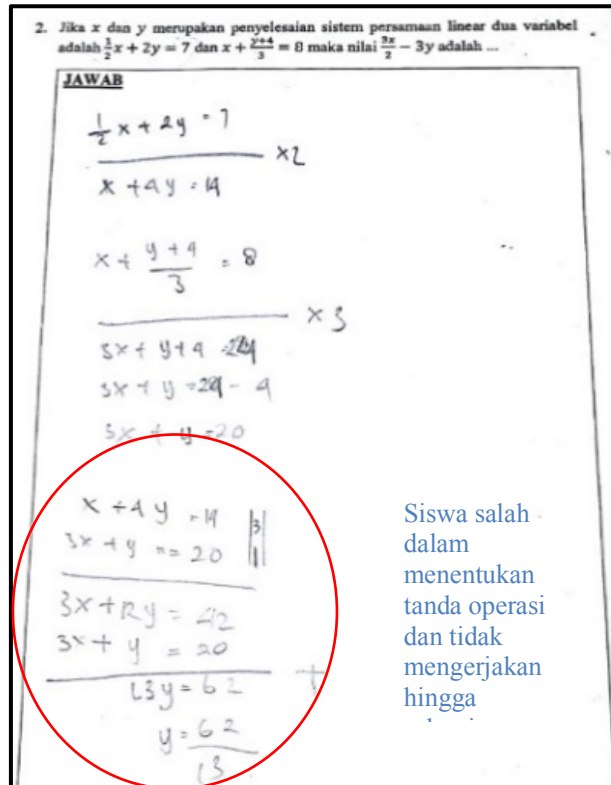 2. Jika x dan y merupakan penyelesaian sistem persamaan linear dua variabel
adalah 1/2 x + 2y = 7 dan x + (y+4)/3 = 8 maka nilai 3x/2 − 3y adalah ...
JAWAB
1/2 x + 2y = 7
×2
x + 4y = 14
x + (y+4)/3 = 8
× 3
3x + y + 4 = 24
3x + y = 24 - 4
3x + y = 20
x + 4y = 14 | 3
3x + y = = 20 | 1
3x + 12y = 42
3x + y = 20
+
13y = 62
y = 62/13
Siswa salah
dalam
menentukan
tanda operasi
dan tidak
mengerjakan
hingga